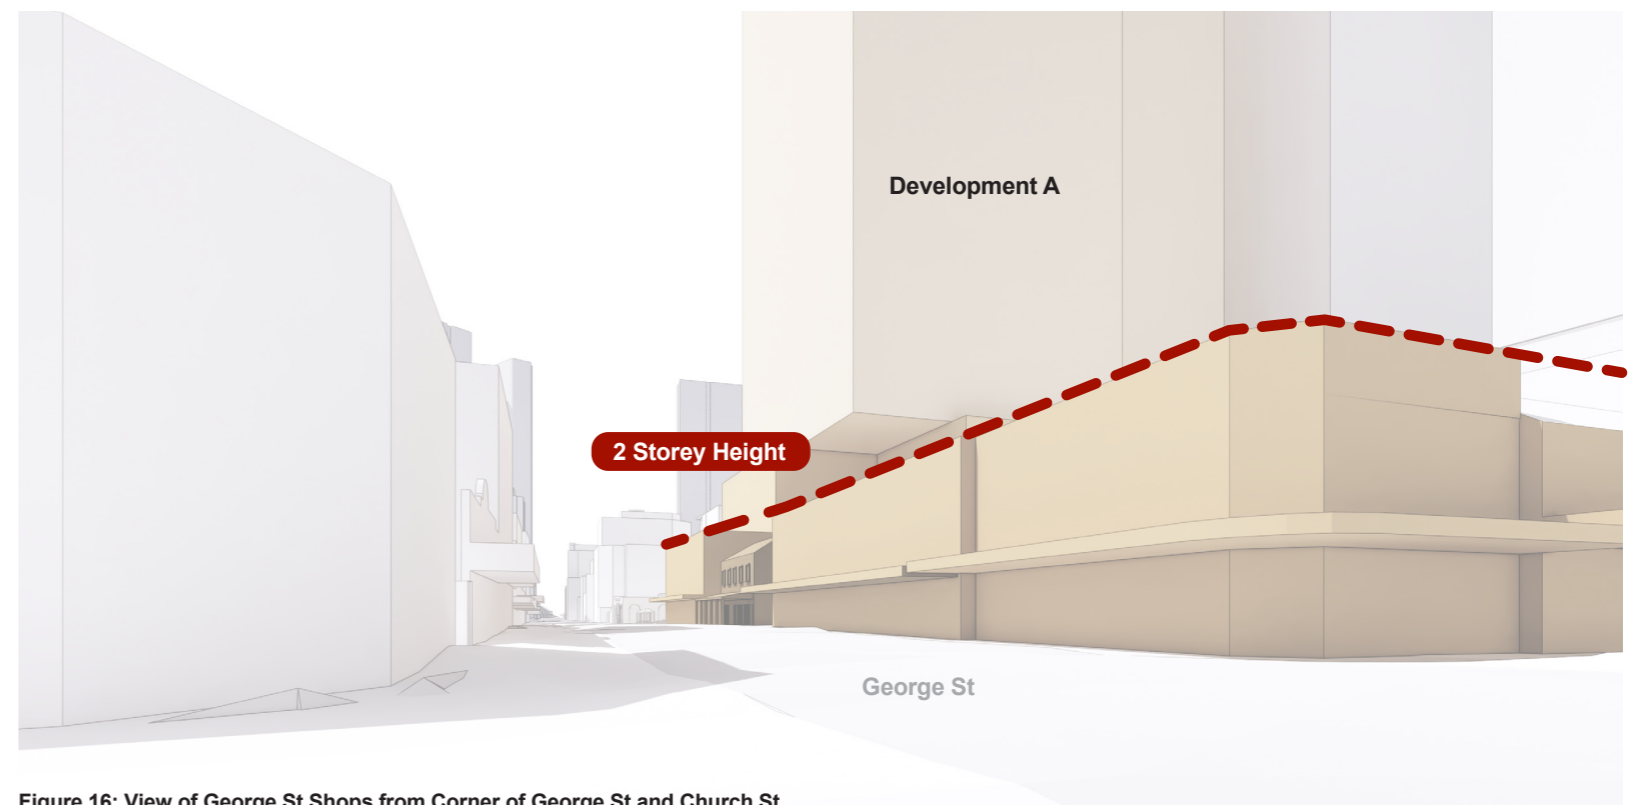 Development A
2 Storey Height
George St
Figure 16: View of George St Shops from Corner of George St and Church St